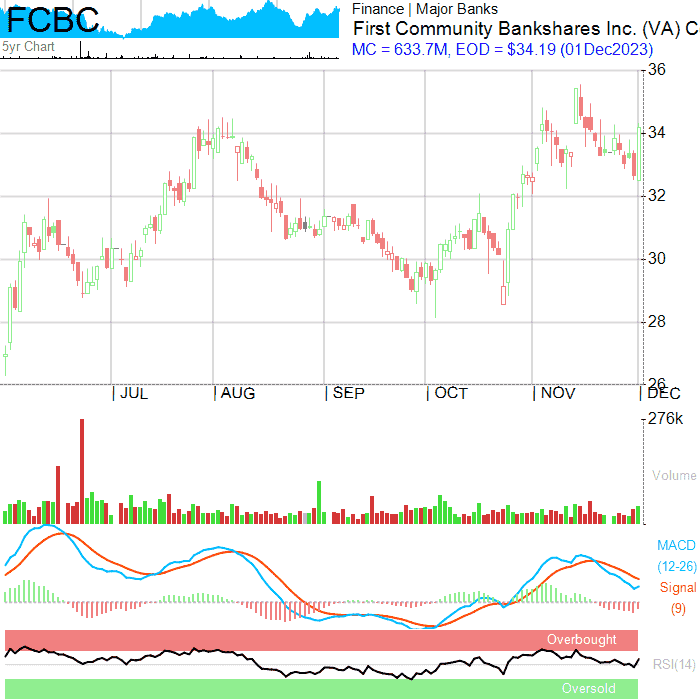 FCBC
5yr Chart
Finance | Major Banks
First Community Bankshares Inc. (VA) C
MC = 633.7M, EOD = $34.19 (01Dec2023)
36
34
32
30
28
26
JUL
AUG
SEP
OCT
NOV
DEC
276k
Volume
MACD
(12-26)
Signal
(9)
Overbought
RSI(14)
Oversold